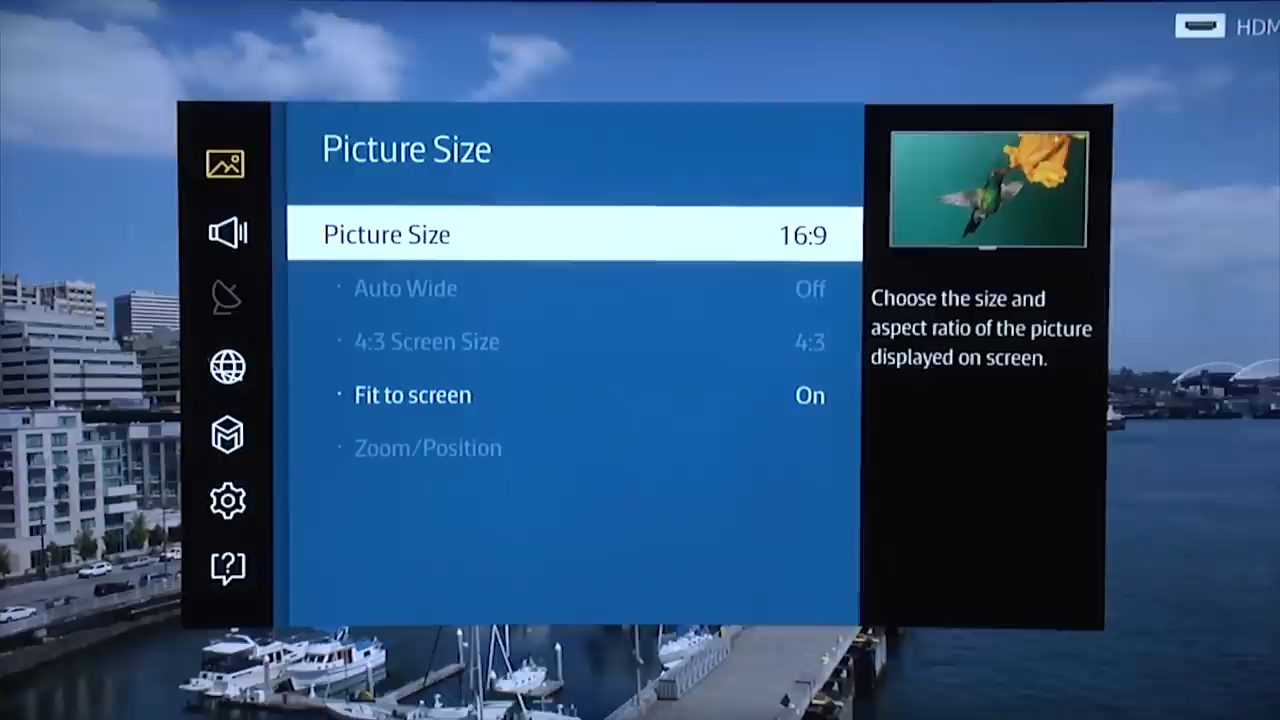 HDM
Picture Size
Picture Size 16:9
· Auto Wide Off
· 4:3 Screen Size 4:3
· Fit to screen On
· Zoom/Position
Choose the size and
aspect ratio of the picture
displayed on screen.